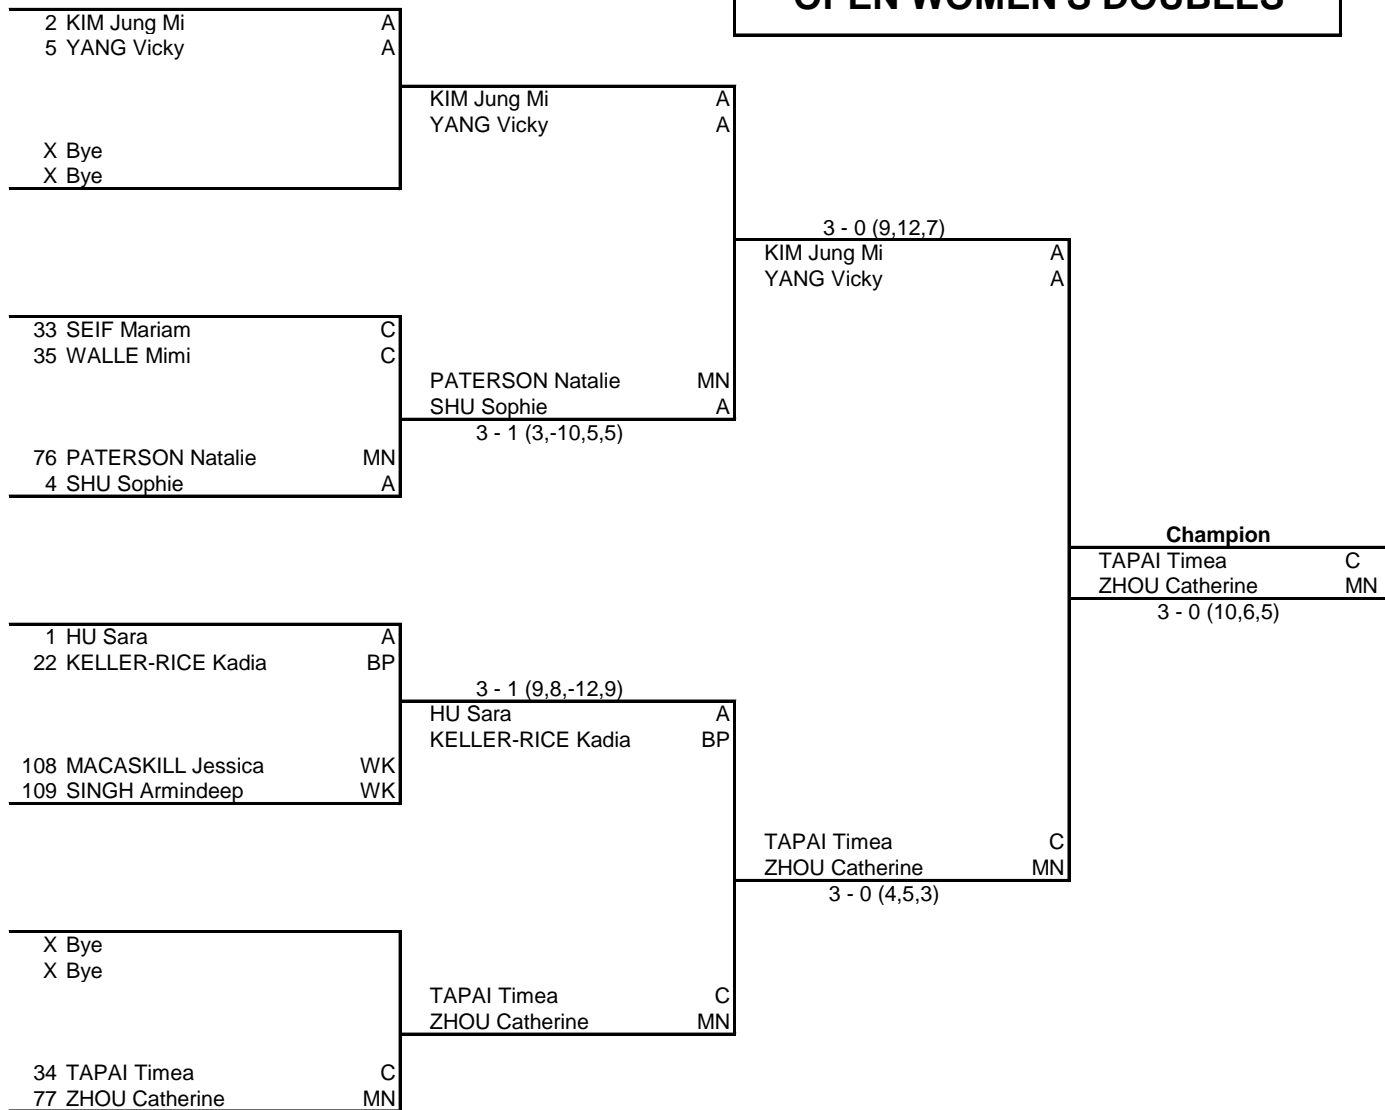 OPEN WOMEN'S DOUBLES
2 KIM Jung Mi A
5 YANG Vicky A
KIM Jung Mi A
YANG Vicky A
X Bye
X Bye
3 - 0 (9,12,7)
KIM Jung Mi A
YANG Vicky A
33 SEIF Mariam C
35 WALLE Mimi C
PATERSON Natalie MN
SHU Sophie A
3 - 1 (3,-10,5,5)
76 PATERSON Natalie MN
4 SHU Sophie A
Champion
TAPAI Timea C
ZHOU Catherine MN
3 - 0 (10,6,5)
1 HU Sara A
22 KELLER-RICE Kadia BP
3 - 1 (9,8,-12,9)
HU Sara A
KELLER-RICE Kadia BP
108 MACASKILL Jessica WK
109 SINGH Armindeep WK
TAPAI Timea C
ZHOU Catherine MN
3 - 0 (4,5,3)
X Bye
X Bye
TAPAI Timea C
ZHOU Catherine MN
34 TAPAI Timea C
77 ZHOU Catherine MN